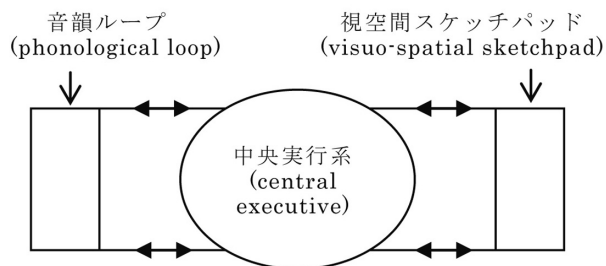 音韻ループ
(phonological loop)
視空間スケッチパッド
(visuo-spatial sketchpad)
中央実行系
(central
executive)